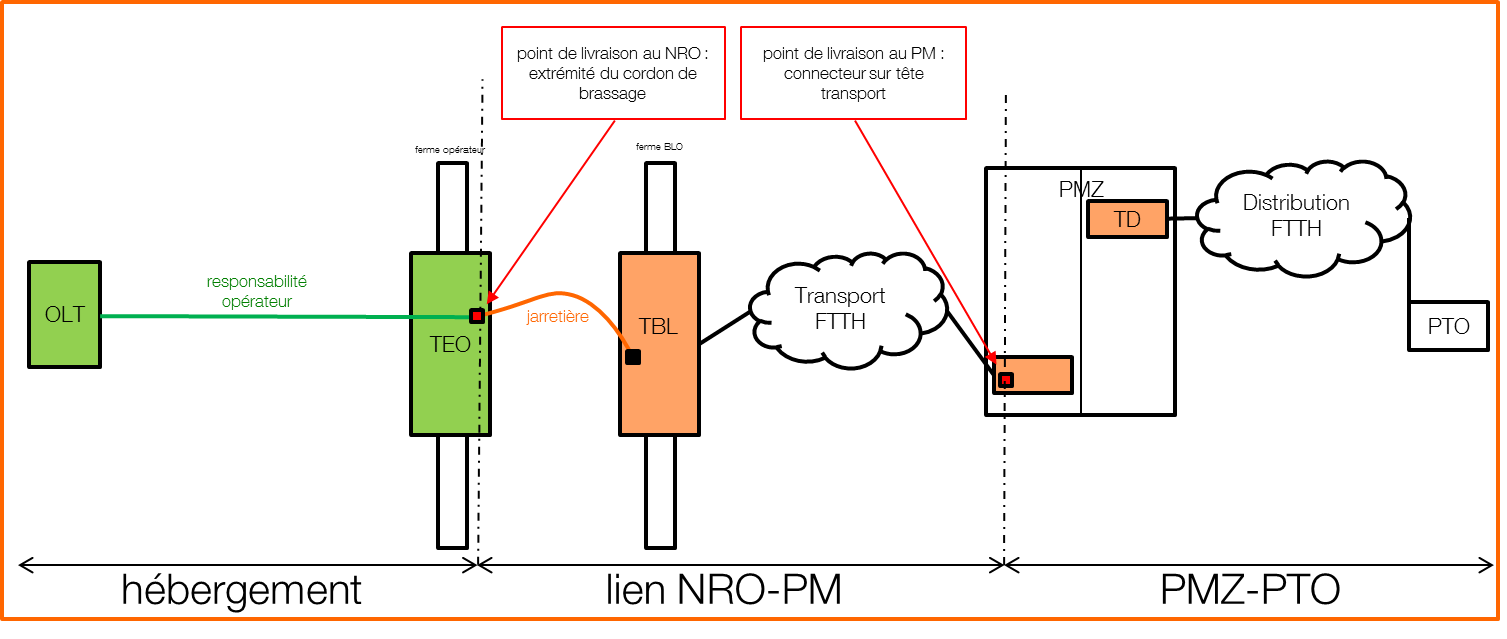 point de livraison au NRO :
extrémité du cordon de
brassage
point de livraison au PM :
connecteur sur tête
transport
ferme opérateur
ferme BLO
PMZ
TD
Distribution
FTTH
responsabilité
opérateur
OLT
TEO
jarretière
TBL
Transport
FTTH
PTO
hébergement
lien NRO-PM
PMZ-PTO